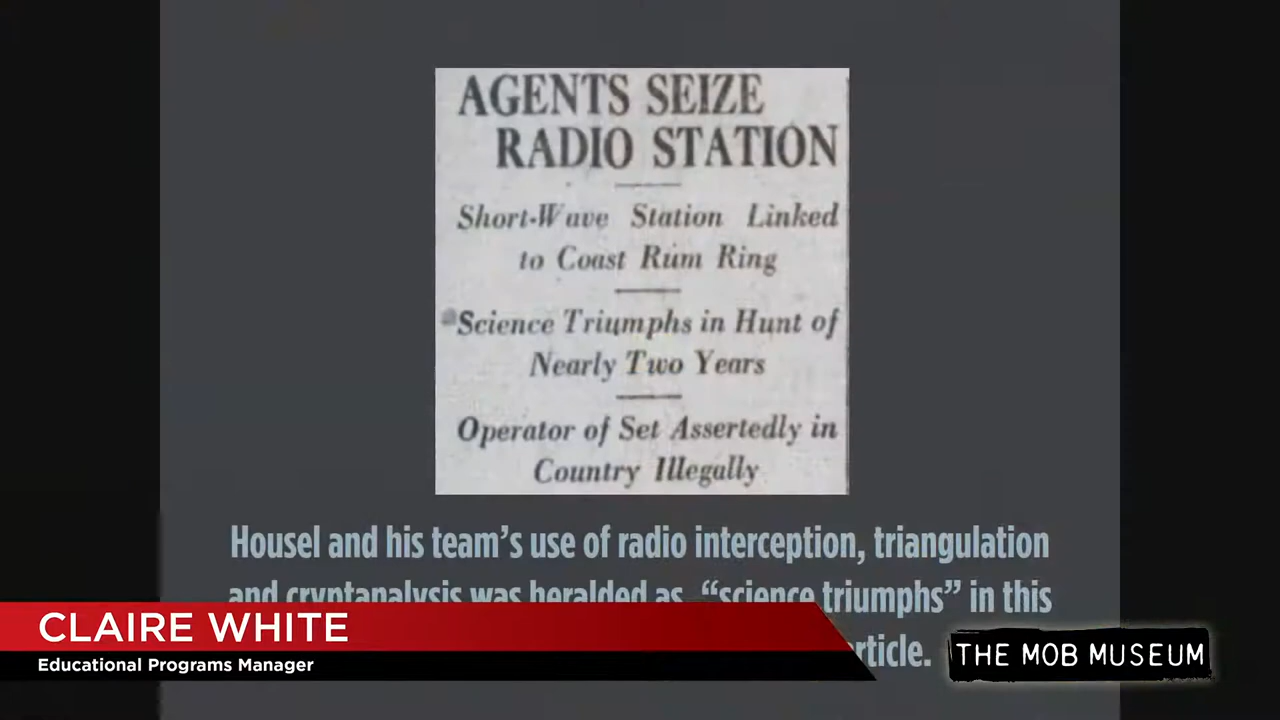 AGENTS SEIZE
RADIO STATION
Short-Wave Station Linked
to Coast Rum Ring
Science Triumphs in Hunt of
Nearly Two Years
Operator of Set Assertedly in
Country Illegally
Housel and his team's use of radio interception, triangulation
and cryptanalysis was heralded as “science triumphs” in this
CLAIRE WHITE
Educational Programs Manager
THE MOB MUSEUM